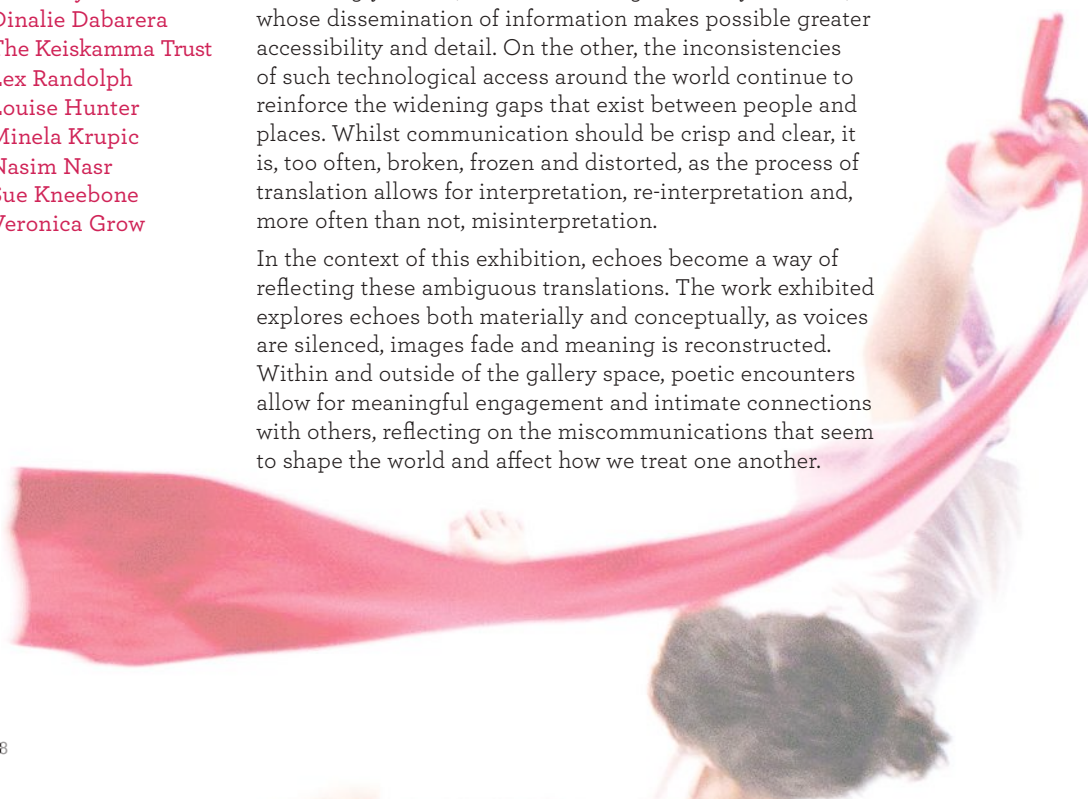 Dinalie Dabarera
The Keiskamma Trust
Lex Randolph
Louise Hunter
Minela Krupic
Nasim Nasr
Sue Kneebone
Veronica Grow
whose dissemination of information makes possible greater
accessibility and detail. On the other, the inconsistencies
of such technological access around the world continue to
reinforce the widening gaps that exist between people and
places. Whilst communication should be crisp and clear, it
is, too often, broken, frozen and distorted, as the process of
translation allows for interpretation, re-interpretation and,
more often than not, misinterpretation.
In the context of this exhibition, echoes become a way of
reflecting these ambiguous translations. The work exhibited
explores echoes both materially and conceptually, as voices
are silenced, images fade and meaning is reconstructed.
Within and outside of the gallery space, poetic encounters
allow for meaningful engagement and intimate connections
with others, reflecting on the miscommunications that seem
to shape the world and affect how we treat one another.
8